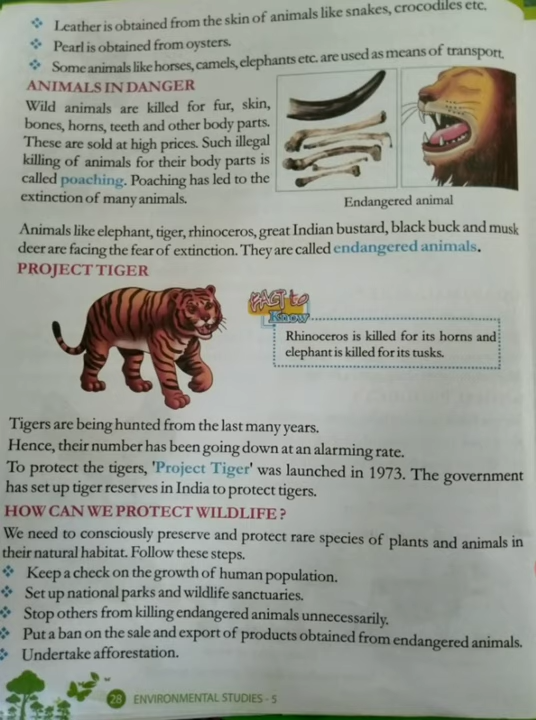 ❖ Leather is obtained from the skin of animals like snakes, crocodiles etc.
❖ Pearl is obtained from oysters.
❖ Some animals like horses, camels, elephants etc. are used as means of transport.
ANIMALS IN DANGER
Wild animals are killed for fur, skin,
bones, horns, teeth and other body parts.
These are sold at high prices. Such illegal
killing of animals for their body parts is
called poaching. Poaching has led to the
extinction of many animals.
Endangered animal
Animals like elephant, tiger, rhinoceros, great Indian bustard, black buck and musk
deer are facing the fear of extinction. They are called endangered animals.
PROJECT TIGER
FACT to
Know
Rhinoceros is killed for its horns and
elephant is killed for its tusks.
Tigers are being hunted from the last many years.
Hence, their number has been going down at an alarming rate.
To protect the tigers, 'Project Tiger' was launched in 1973. The government
has set up tiger reserves in India to protect tigers.
HOW CAN WE PROTECT WILDLIFE ?
We need to consciously preserve and protect rare species of plants and animals in
their natural habitat. Follow these steps.
❖ Keep a check on the growth of human population.
❖ Set up national parks and wildlife sanctuaries.
❖ Stop others from killing endangered animals unnecessarily.
❖ Put a ban on the sale and export of products obtained from endangered animals.
❖ Undertake afforestation.
28 ENVIRONMENTAL STUDIES - 5